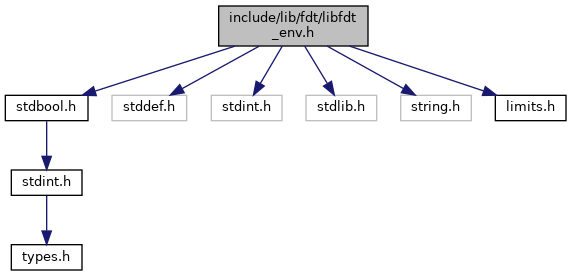 include/lib/fdt/libfdt
_env.h
stdbool.h
stddef.h
stdint.h
stdlib.h
string.h
limits.h
stdint.h
types.h